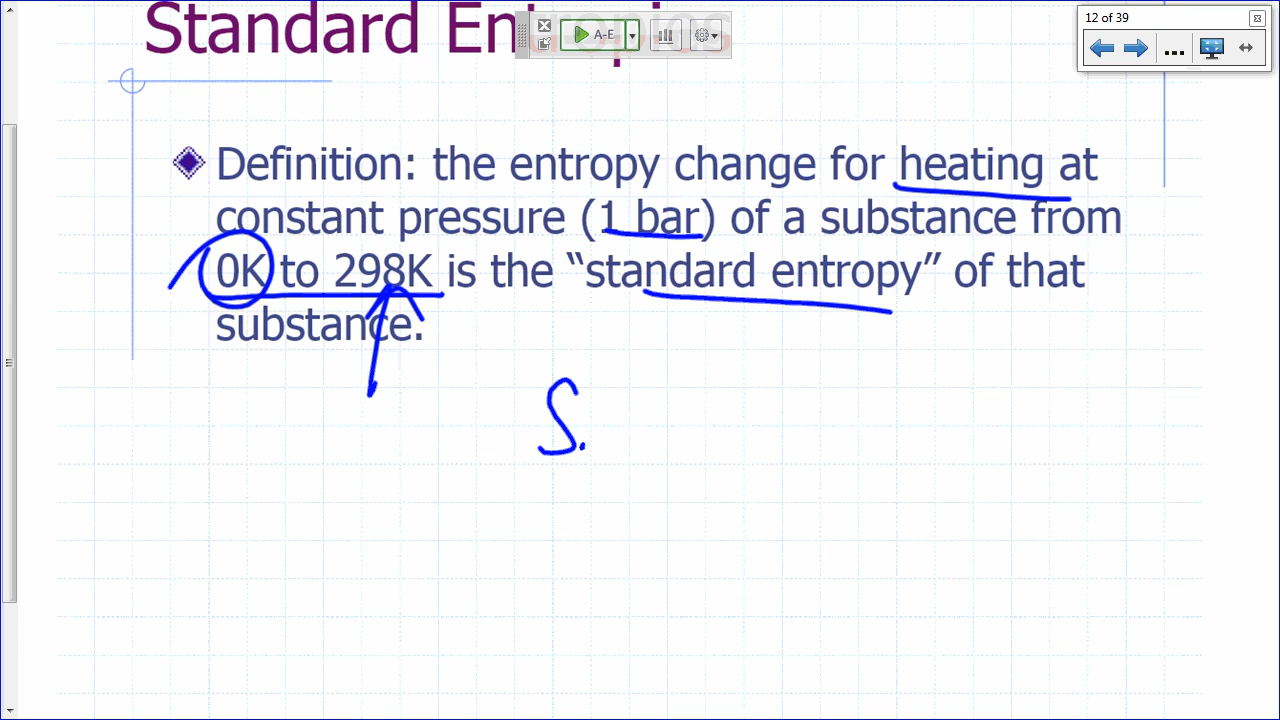 Standard Entropies
A-E
12 of 39
Definition: the entropy change for heating at
constant pressure (1 bar) of a substance from
0K to 298K is the “standard entropy” of that
substance.
S.